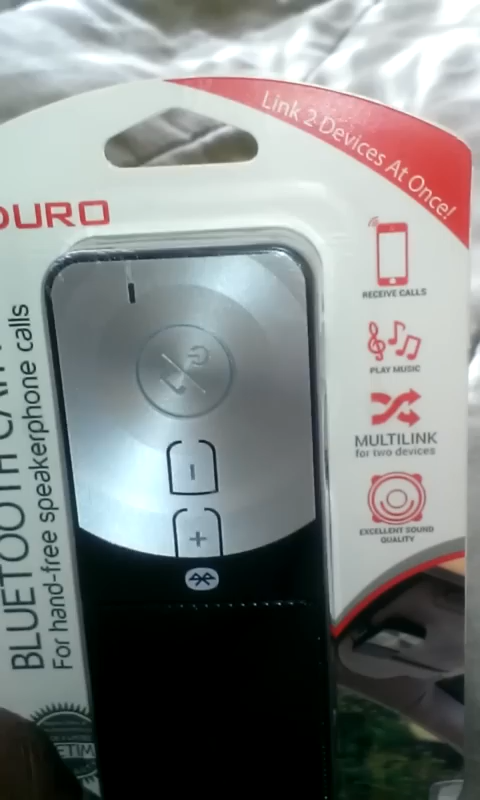 Link 2 Devices At Once!
DURO
RECEIVE CALLS
PLAY MUSIC
MULTILINK
for two devices
EXCELLENT SOUND
QUALITY
BLUETOOTH CAR
For hand-free speakerphone calls
-
+
ETIM